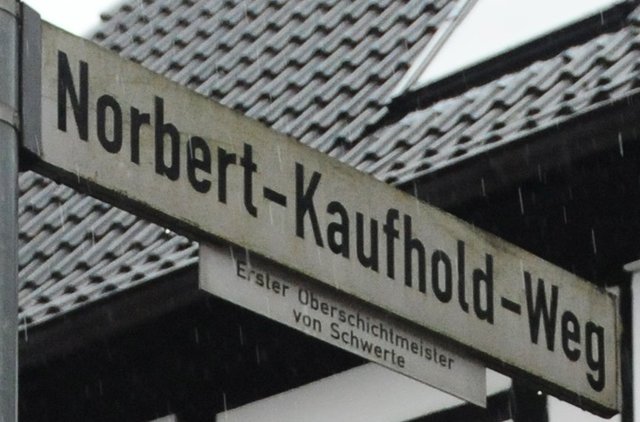 Norbert-Kaufhold-Weg
Erster Oberschichtmeister
von Schwerte